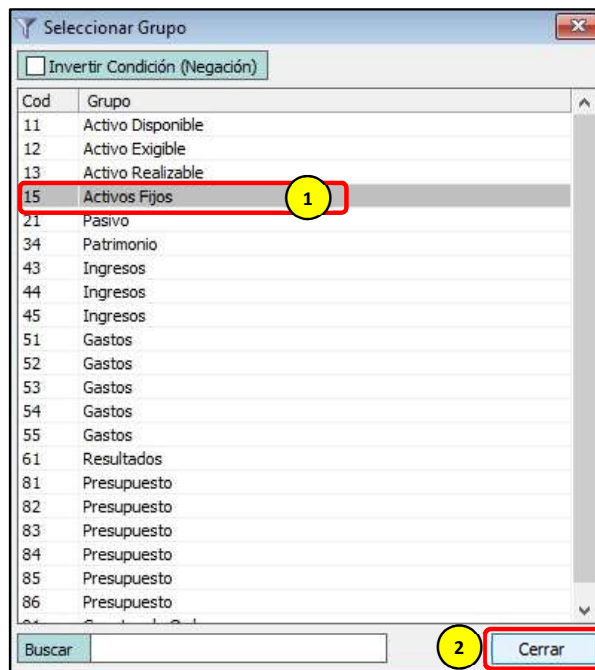 Seleccionar Grupo
Invertir Condición (Negación)
Cod Grupo
11 Activo Disponible
12 Activo Exigible
13 Activo Realizable
15 Activos Fijos 1
21 Pasivo
34 Patrimonio
43 Ingresos
44 Ingresos
45 Ingresos
51 Gastos
52 Gastos
53 Gastos
54 Gastos
55 Gastos
61 Resultados
81 Presupuesto
82 Presupuesto
83 Presupuesto
84 Presupuesto
85 Presupuesto
86 Presupuesto
Buscar 2 Cerrar